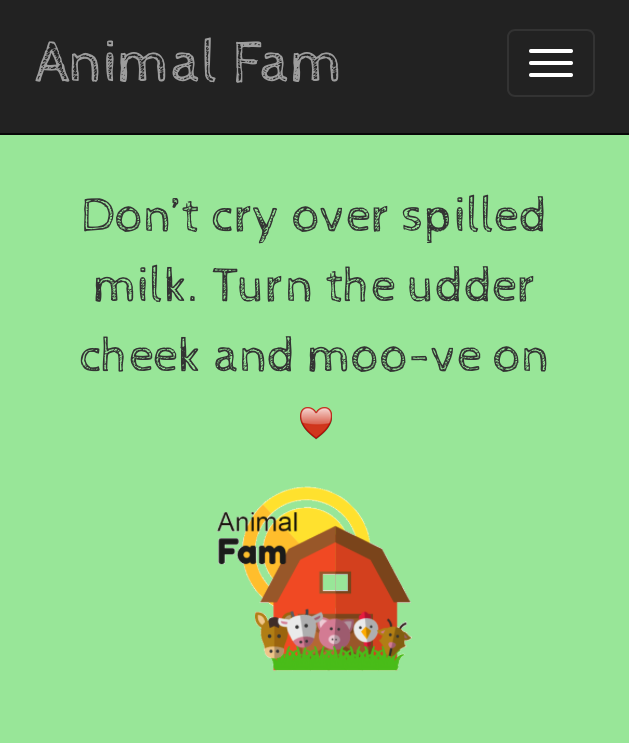 Animal Fam
Don't cry over spilled
milk. Turn the udder
cheek and moo-ve on
Animal
Fam